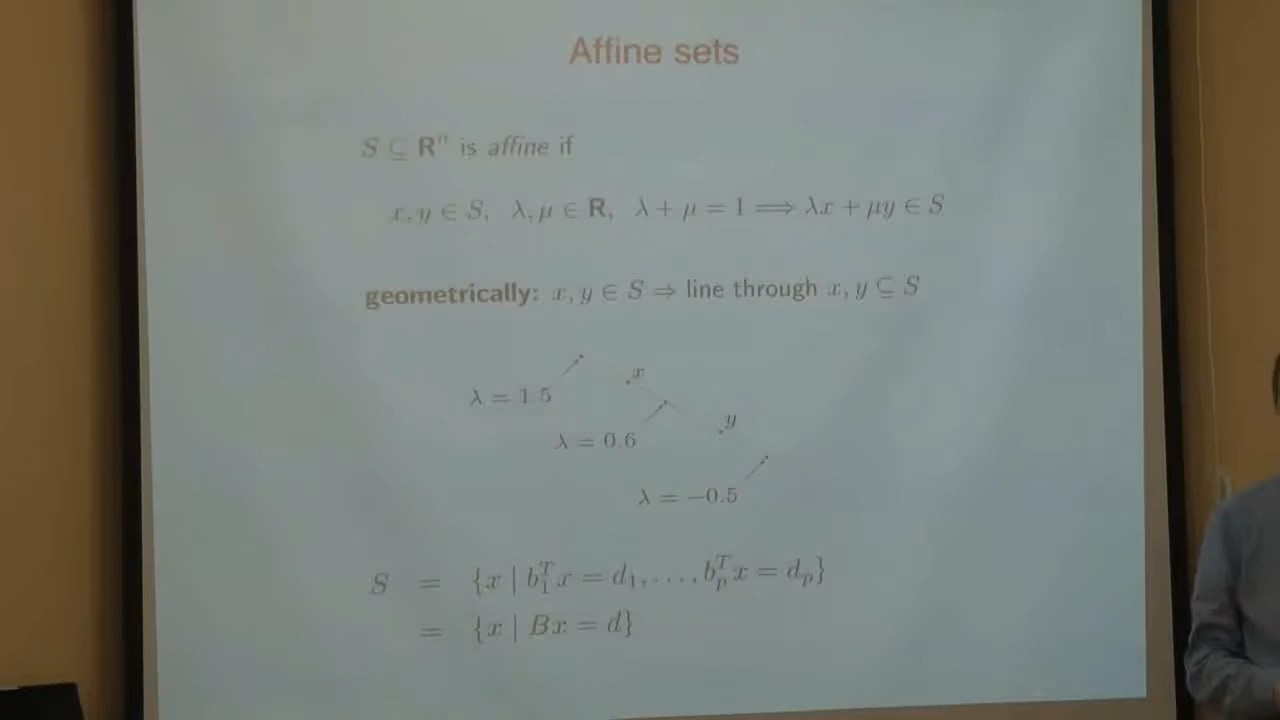 Affine sets
S ⊆ Rⁿ is affine if
x, y ∈ S, λ, μ ∈ R, λ + μ = 1 ⟹ λx + μy ∈ S
geometrically: x, y ∈ S ⇒ line through x, y ⊆ S
x
λ = 1.5
y
λ = 0.6
λ = −0.5
S = {x | b₁ᵀx = d₁, . . . , bₚᵀx = dₚ}
= {x | Bx = d}